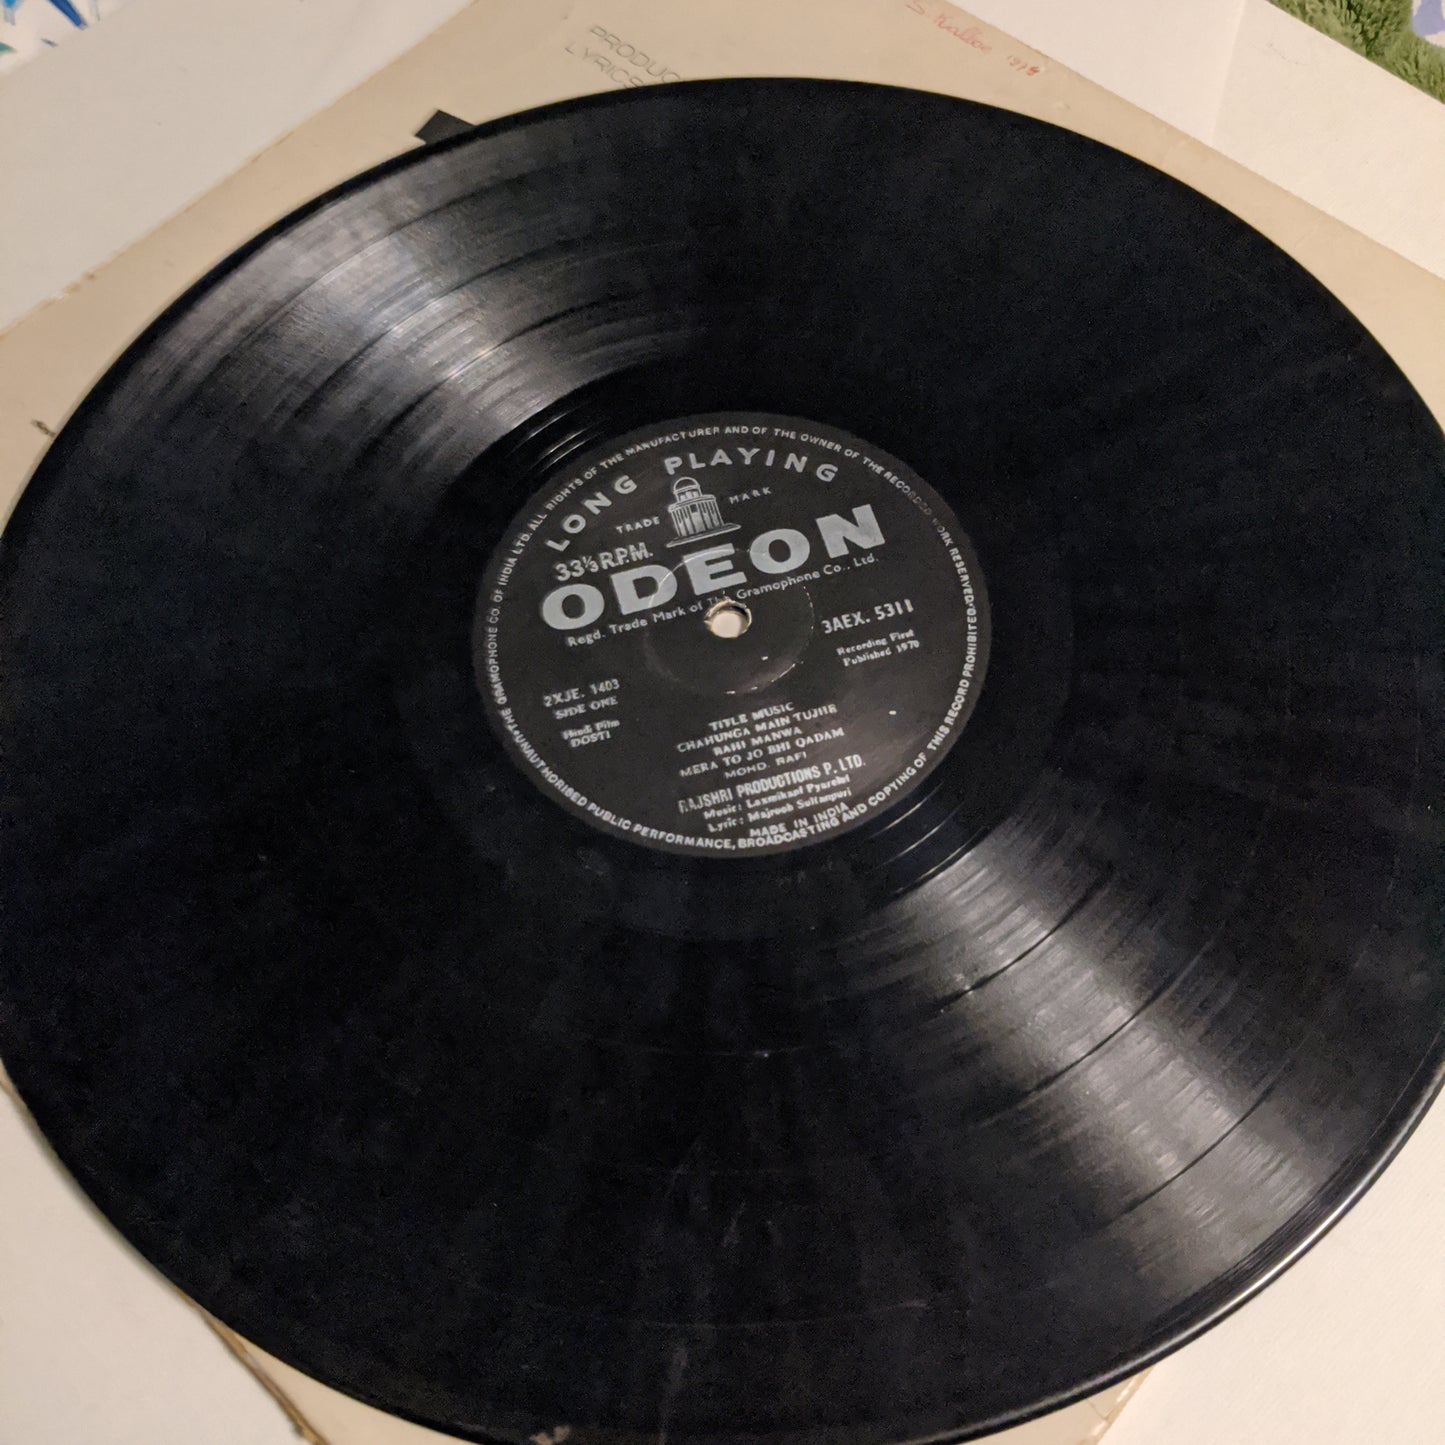 S. Kalloe
PRODUC
LYRICS
THE GRAMOPHONE CO. OF INDIA LTD. ALL RIGHTS OF THE MANUFACTURER AND OF THE OWNER OF THE RECORDED WORK RESERVED.
UNAUTHORISED PUBLIC PERFORMANCE, BROADCASTING AND COPYING OF THIS RECORD PROHIBITED.
LONG PLAYING
TRADE MARK
33⅓ R.P.M.
ODEON
Regd. Trade Mark of The Gramophone Co., Ltd.
3AEX. 5311
Recording First
Published 1970
2XJE. 1403
SIDE ONE
Hindi Film
DOSTI
TITLE MUSIC
CHAHUNGA MAIN TUJHE
RAHI MANWA
MERA TO JO BHI QADAM
MOHD. RAFI
RAJSHRI PRODUCTIONS P. LTD.
Music: Laxmikant Pyarelal
Lyric: Majrooh Sultanpuri
MADE IN INDIA